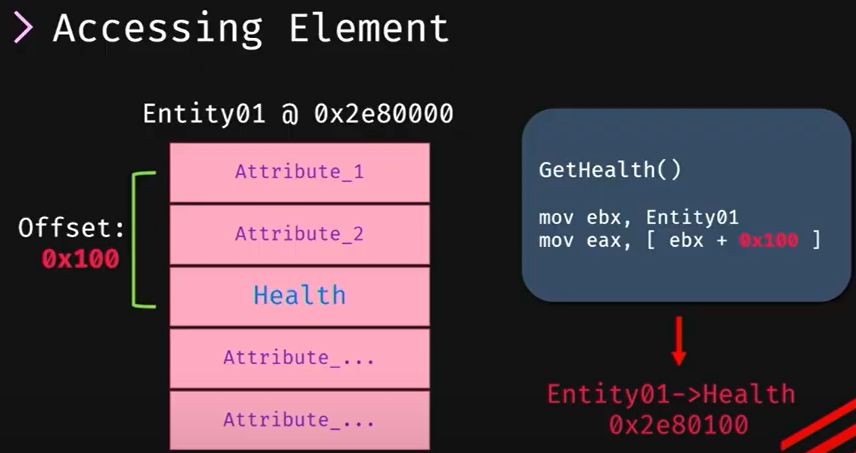 > Accessing Element
Entity01 @ 0x2e80000
Attribute_1
Attribute_2
Health
Attribute_...
Attribute_...
Offset:
0x100
GetHealth()
mov ebx, Entity01
mov eax, [ ebx + 0x100 ]
Entity01->Health
0x2e80100